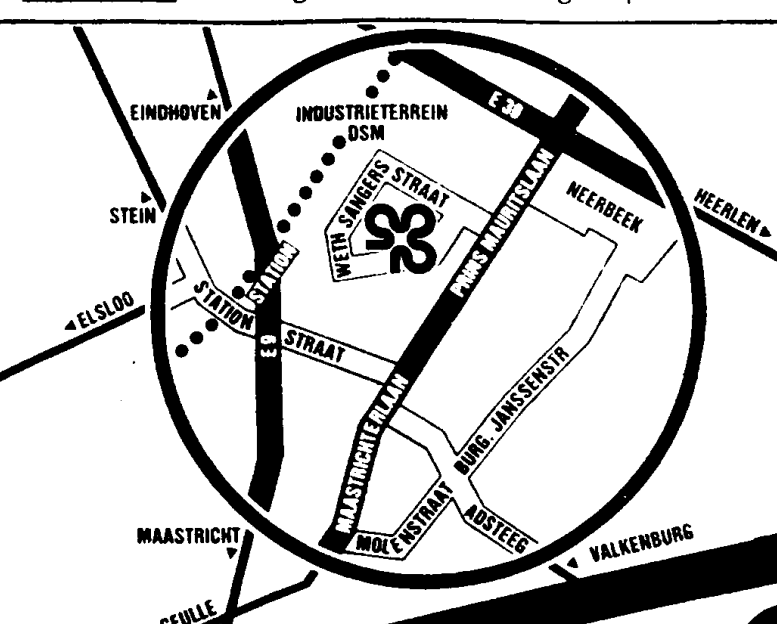 EINDHOVEN
INDUSTRIETERREIN
DSM
E 39
STEIN
WETH SANGERS STRAAT
PRINS MAURITSLAAN
NEERBEEK
HEERLEN
STATION
STATION STRAAT
ELSLOO
E9
MAASTRICHTERLAAN
BURG. JANSSENSTR
MOLENSTRAAT
ADSTEEG
MAASTRICHT
VALKENBURG
GEULLE